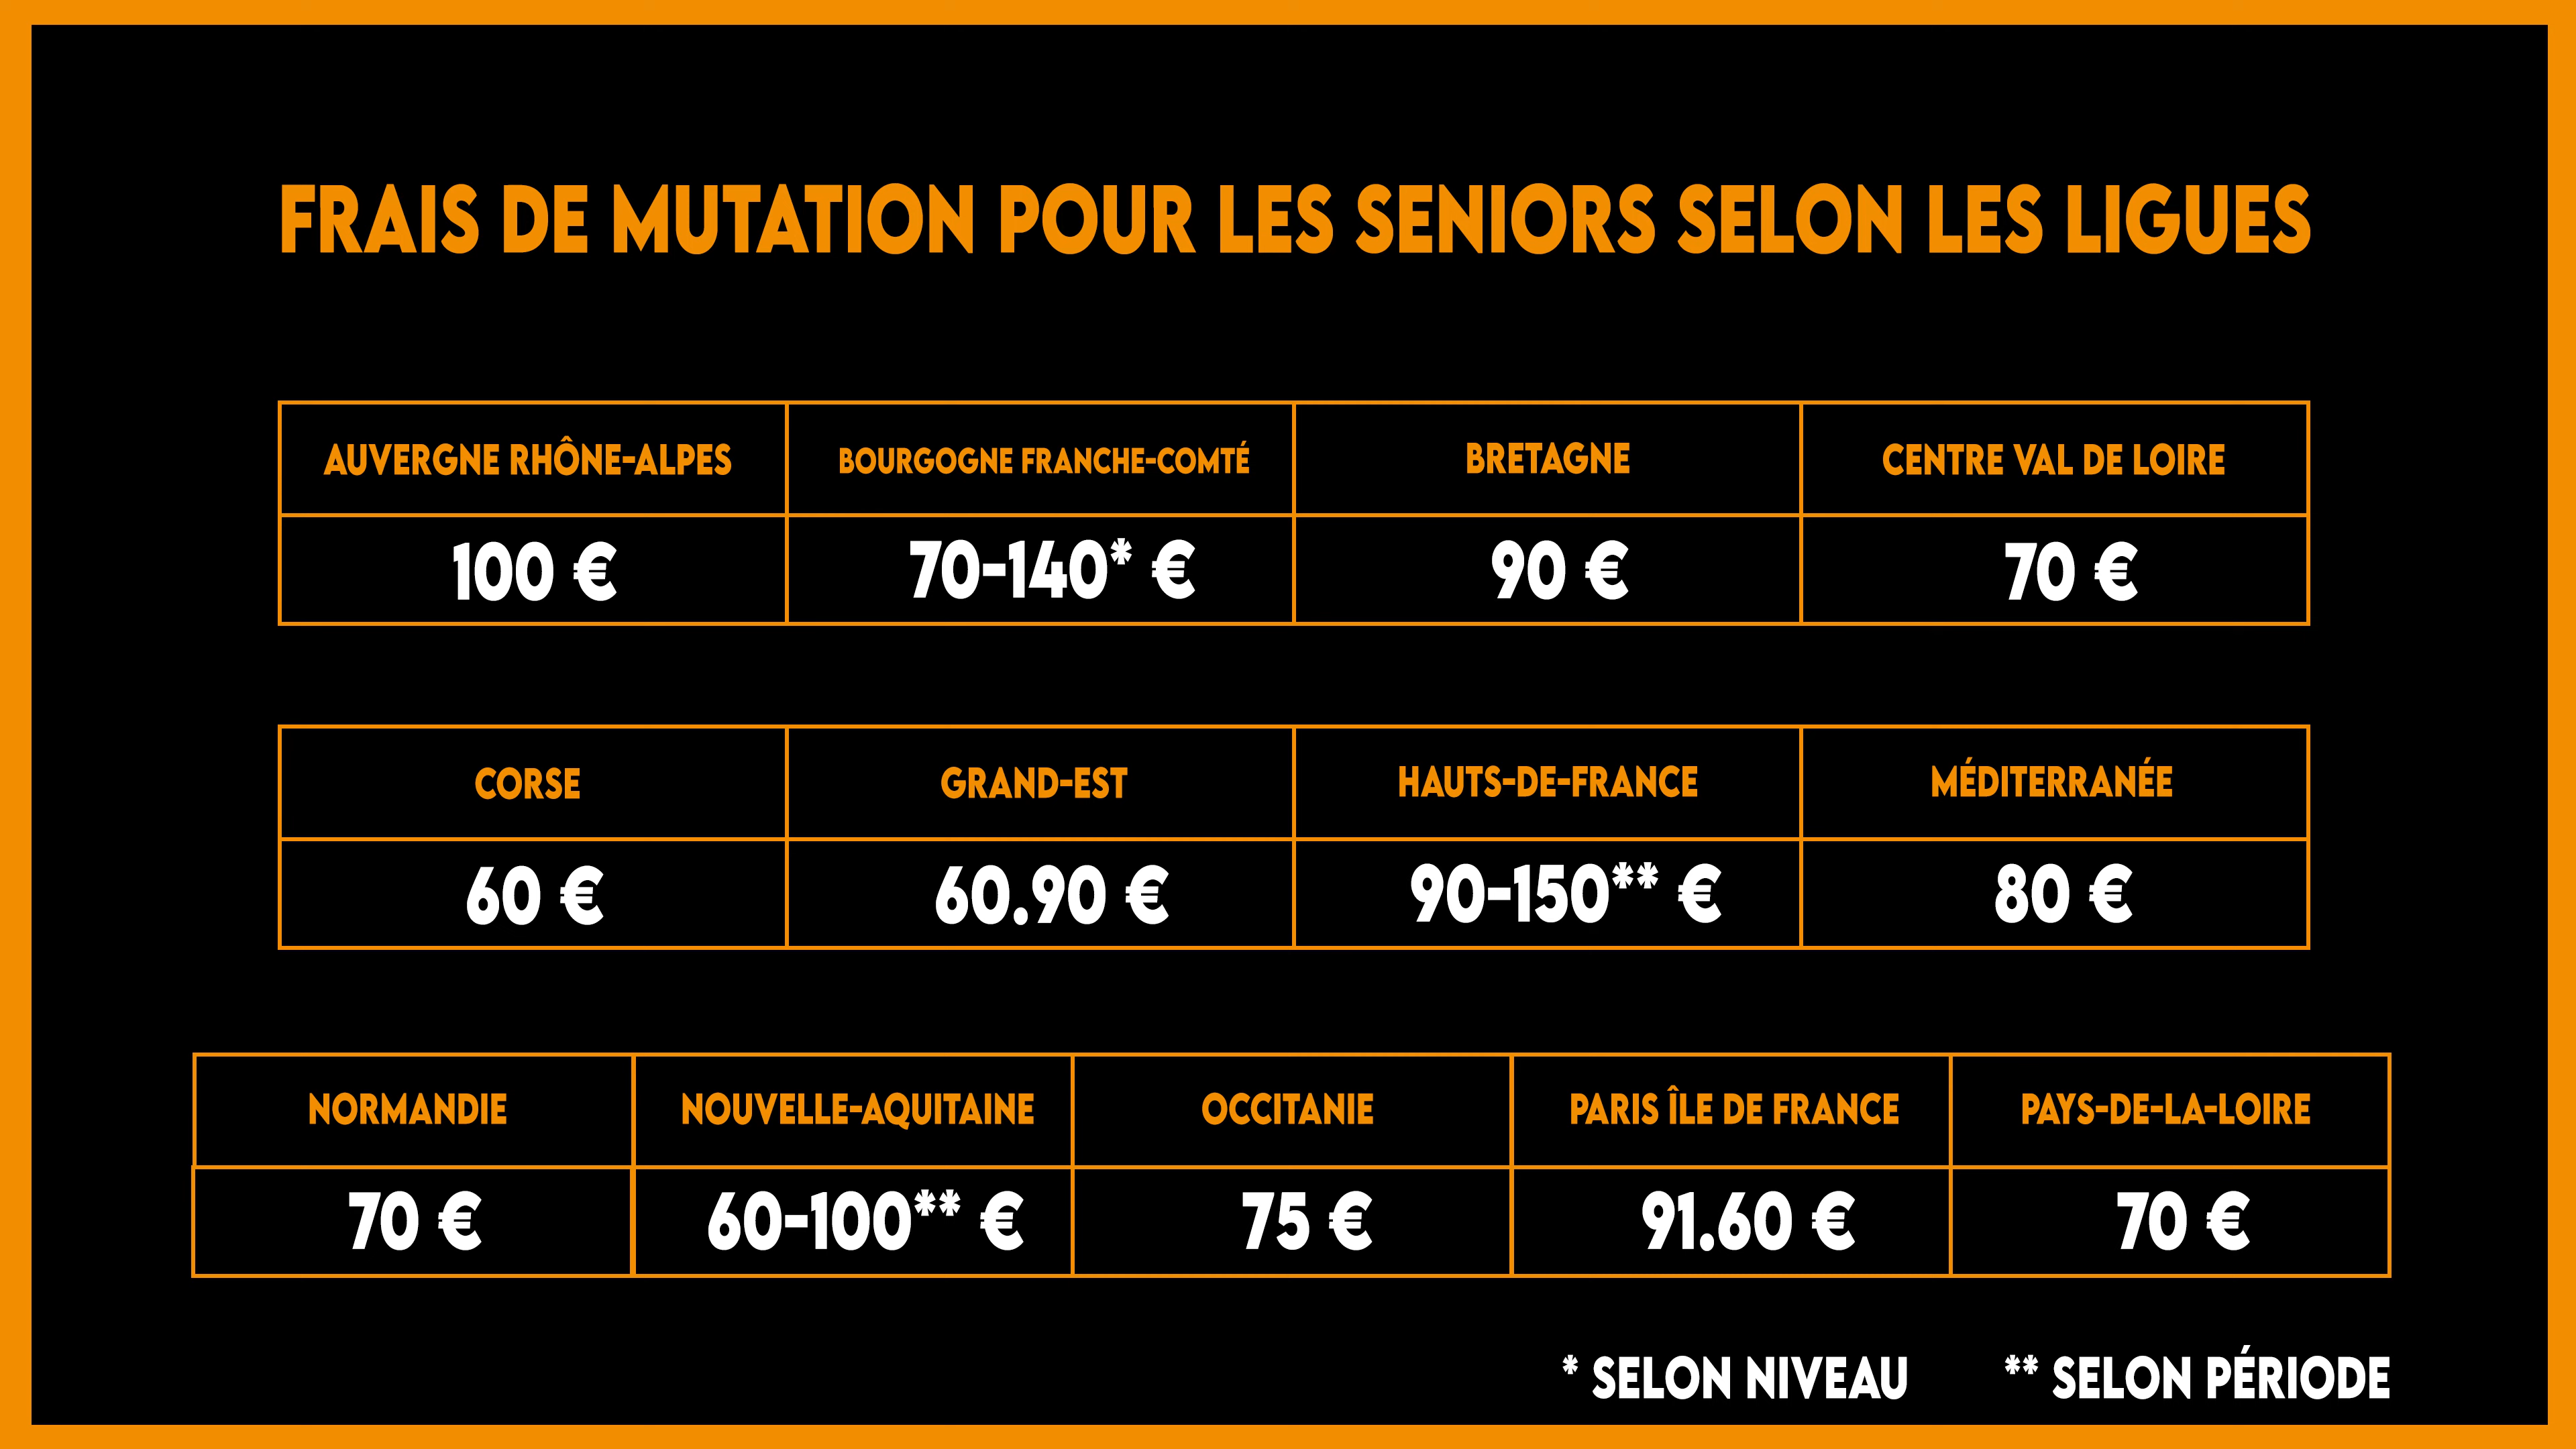 FRAIS DE MUTATION POUR LES SENIORS SELON LES LIGUES
AUVERGNE RHÔNE-ALPES BOURGOGNE FRANCHE-COMTÉ BRETAGNE CENTRE VAL DE LOIRE
100 € 70-140* € 90 € 70 €
CORSE GRAND-EST HAUTS-DE-FRANCE MÉDITERRANÉE
60 € 60.90 € 90-150** € 80 €
NORMANDIE NOUVELLE-AQUITAINE OCCITANIE PARIS ÎLE DE FRANCE PAYS-DE-LA-LOIRE
70 € 60-100** € 75 € 91.60 € 70 €
* SELON NIVEAU ** SELON PÉRIODE